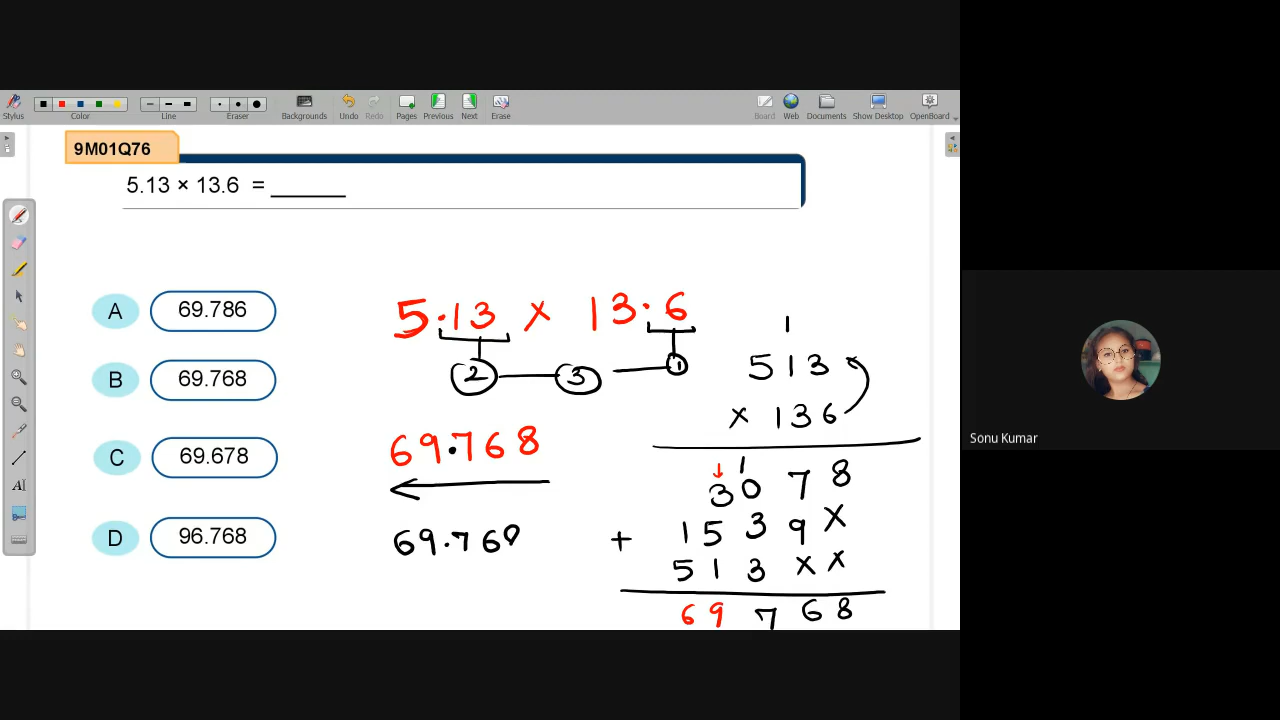 Stylus Color Line Eraser Backgrounds Undo Redo Pages Previous Next Erase Board Web Documents Show Desktop OpenBoard
9M01Q76
5.13 × 13.6 = ______
A 69.786
B 69.768
C 69.678
D 96.768
5.13 × 13.6
2 3 1
69.768
69.768
1
513
× 136
1
3078
+ 1539×
513××
69768
Sonu Kumar